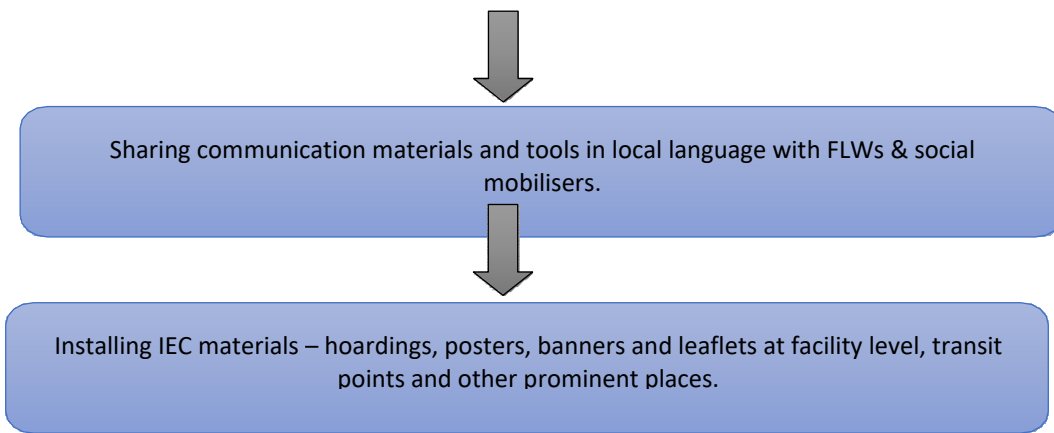 Sharing communication materials and tools in local language with FLWs & social
mobilisers.
Installing IEC materials – hoardings, posters, banners and leaflets at facility level, transit
points and other prominent places.